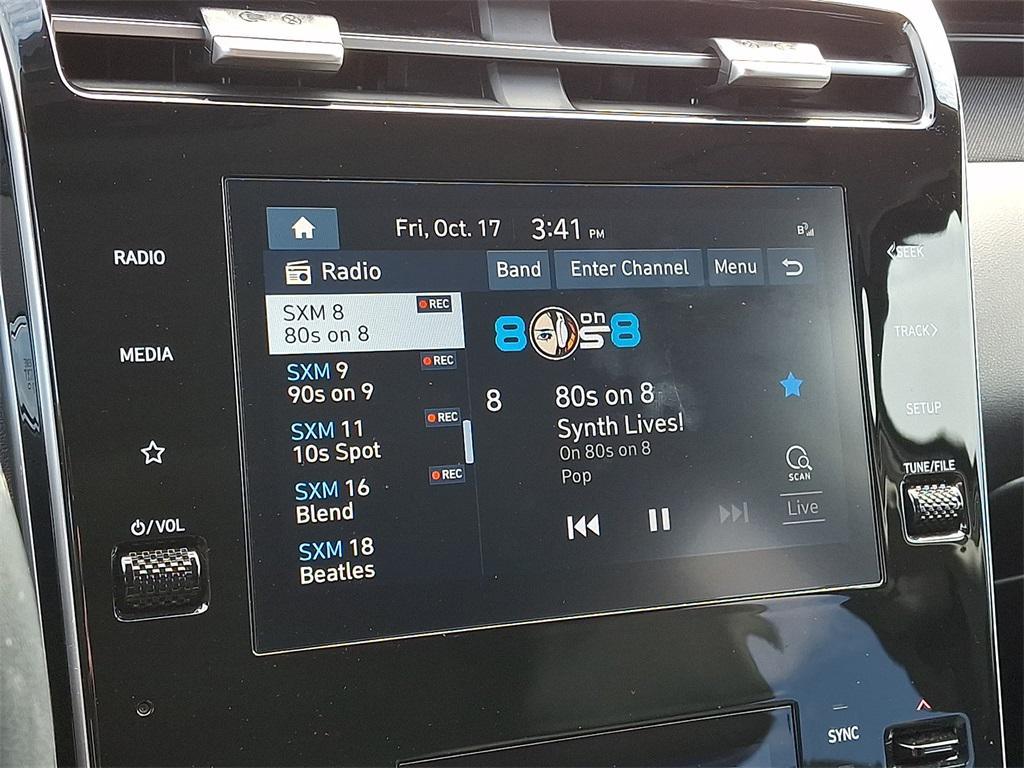 Fri, Oct. 17 3:41 PM
B
Radio Band Enter Channel Menu
SXM 8 REC
80s on 8
SXM 9 REC
90s on 9
SXM 11 REC
10s Spot
SXM 16 REC
Blend
SXM 18
Beatles
80s on 8
8
80s on 8
Synth Lives!
On 80s on 8
Pop
SCAN
Live
RADIO
MEDIA
/VOL
SEEK
TRACK
SETUP
TUNE/FILE
SYNC